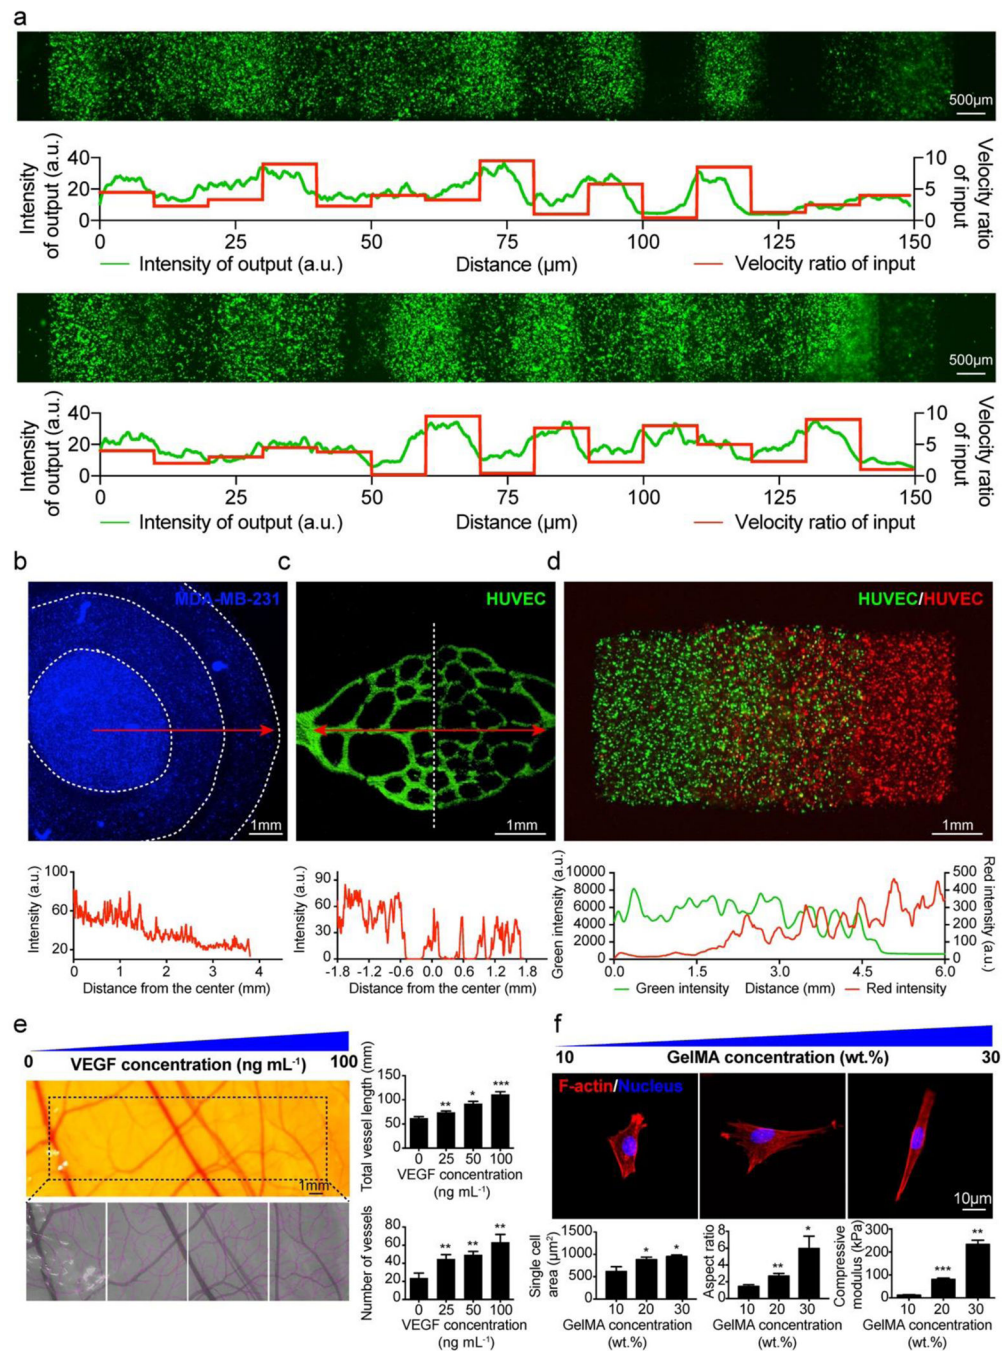 a
500μm
Intensity
of output (a.u.)
40
20
0
10
5
0
Velocity ratio
of input
0 25 50 75 100 125 150
Intensity of output (a.u.) Distance (μm) Velocity ratio of input
500μm
Intensity
of output (a.u.)
40
20
0
10
5
0
Velocity ratio
of input
0 25 50 75 100 125 150
Intensity of output (a.u.) Distance (μm) Velocity ratio of input
b
MDA-MB-231
1mm
Intensity (a.u.)
100
60
20
0 1 2 3 4
Distance from the center (mm)
c
HUVEC
1mm
Intensity (a.u.)
90
60
30
0
-1.8 -1.2 -0.6 0.0 0.6 1.2 1.8
Distance from the center (mm)
d
HUVEC/HUVEC
1mm
Green intensity (a.u.)
10000
8000
6000
4000
2000
0
500
400
300
200
100
0
Red intensity (a.u.)
0.0 1.5 3.0 4.5 6.0
Green intensity Distance (mm) Red intensity
e
0 VEGF concentration (ng mL-1) 100
1mm
Total vessel length (mm)
150
100
50
0
** * ***
0 25 50 100
VEGF concentration
(ng mL-1)
Number of vessels
80
60
40
20
0
** ** **
0 25 50 100
VEGF concentration
(ng mL-1)
f
10 GelMA concentration (wt.%) 30
F-actin/Nucleus
10μm
Single cell
area (μm2)
1500
1000
500
0
* *
10 20 30
GelMA concentration
(wt.%)
Aspect ratio
8
6
4
2
0
** *
10 20 30
GelMA concentration
(wt.%)
Compressive
modulus (kPa)
300
200
100
0
*** **
10 20 30
GelMA concentration
(wt.%)